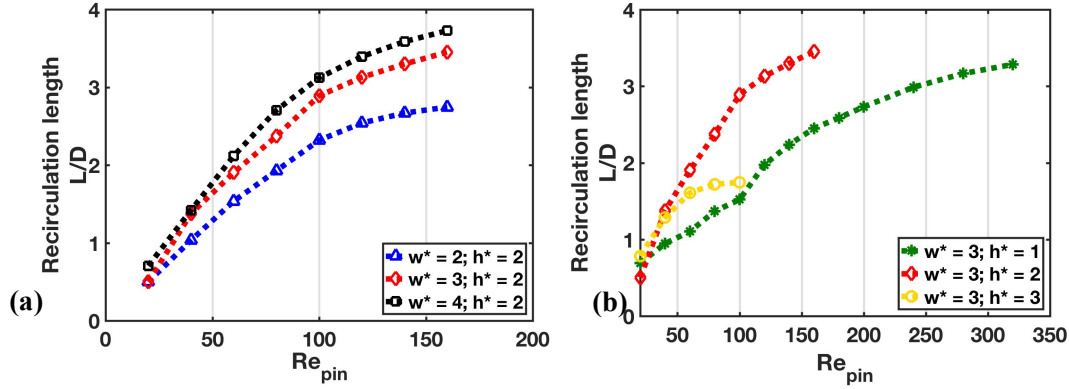 (a)
Recirculation length
L/D
4
3
2
1
0
0
50
100
150
200
Re_pin
w* = 2; h* = 2
w* = 3; h* = 2
w* = 4; h* = 2
(b)
Recirculation length
L/D
4
3
2
1
0
50
100
150
200
250
300
350
Re_pin
w* = 3; h* = 1
w* = 3; h* = 2
w* = 3; h* = 3